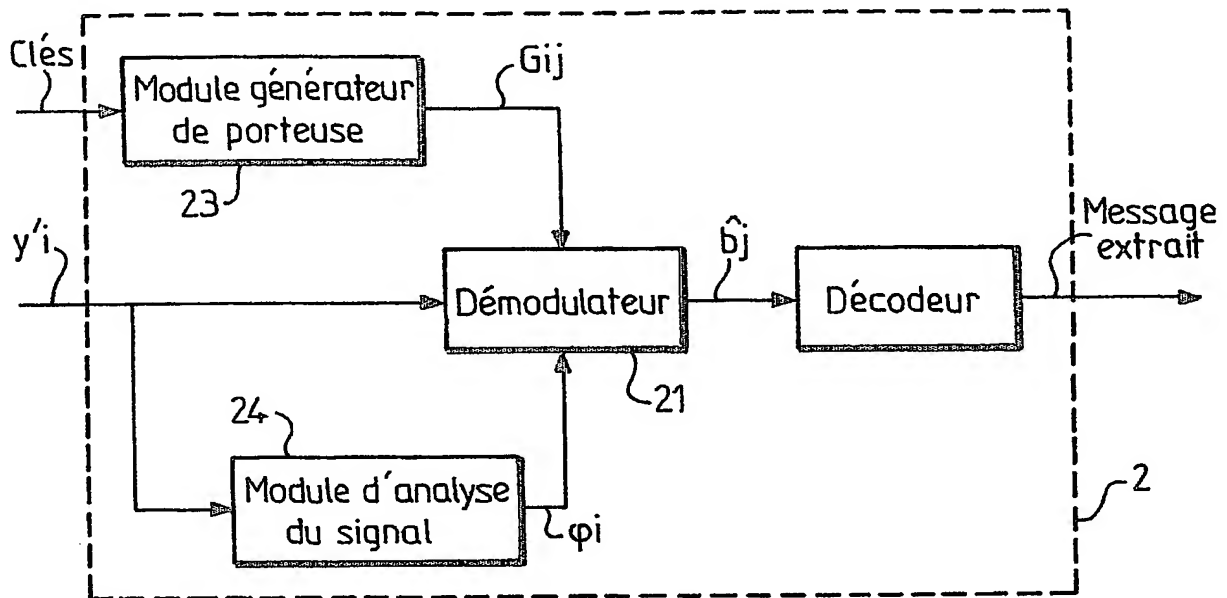 Clés
Module générateur
de porteuse
23
Gij
y'i
Démodulateur
21
b̂j
Décodeur
Message
extrait
24
Module d'analyse
du signal
φi
2